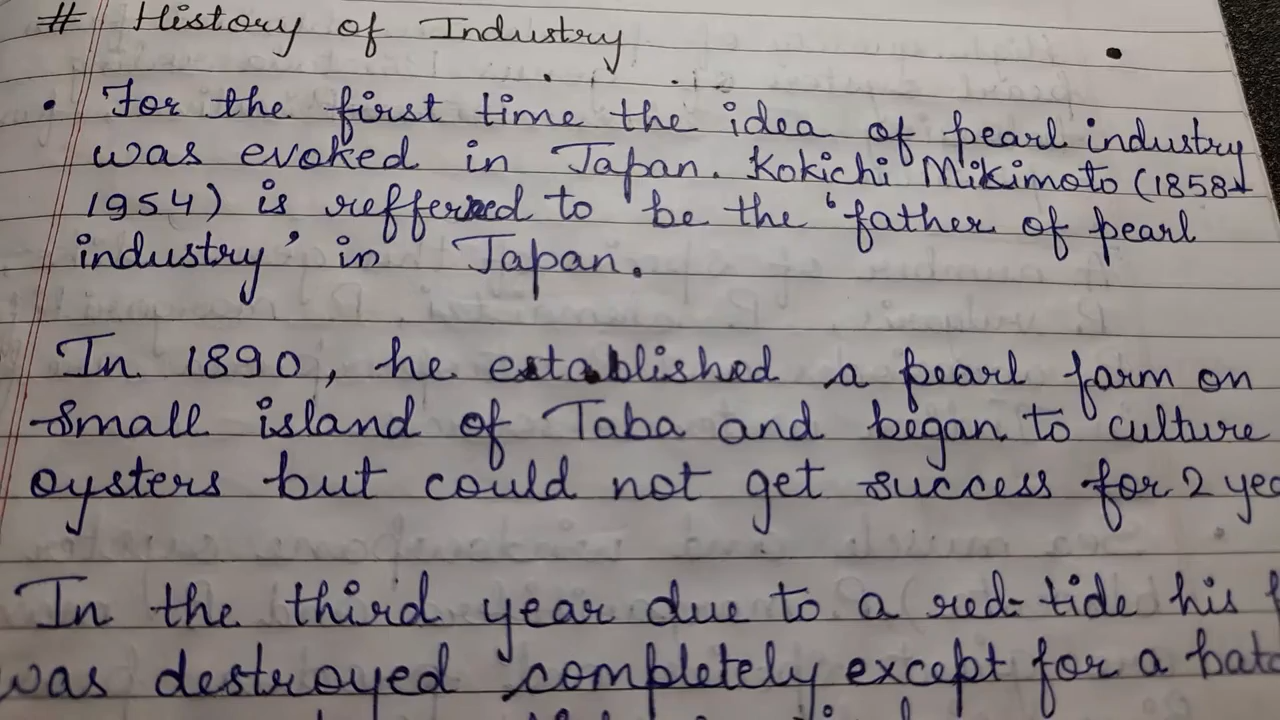 # History of Industry
• For the first time the idea of pearl industry
was evoked in Japan. Kokichi Mikimoto (1858-
1954) is refferred to be the 'father of pearl
industry' in Japan.
In 1890, he established a pearl farm on
small island of Taba and began to culture
oysters but could not get success for 2
In the third year due to a red-tide his
was destroyed completely except for a